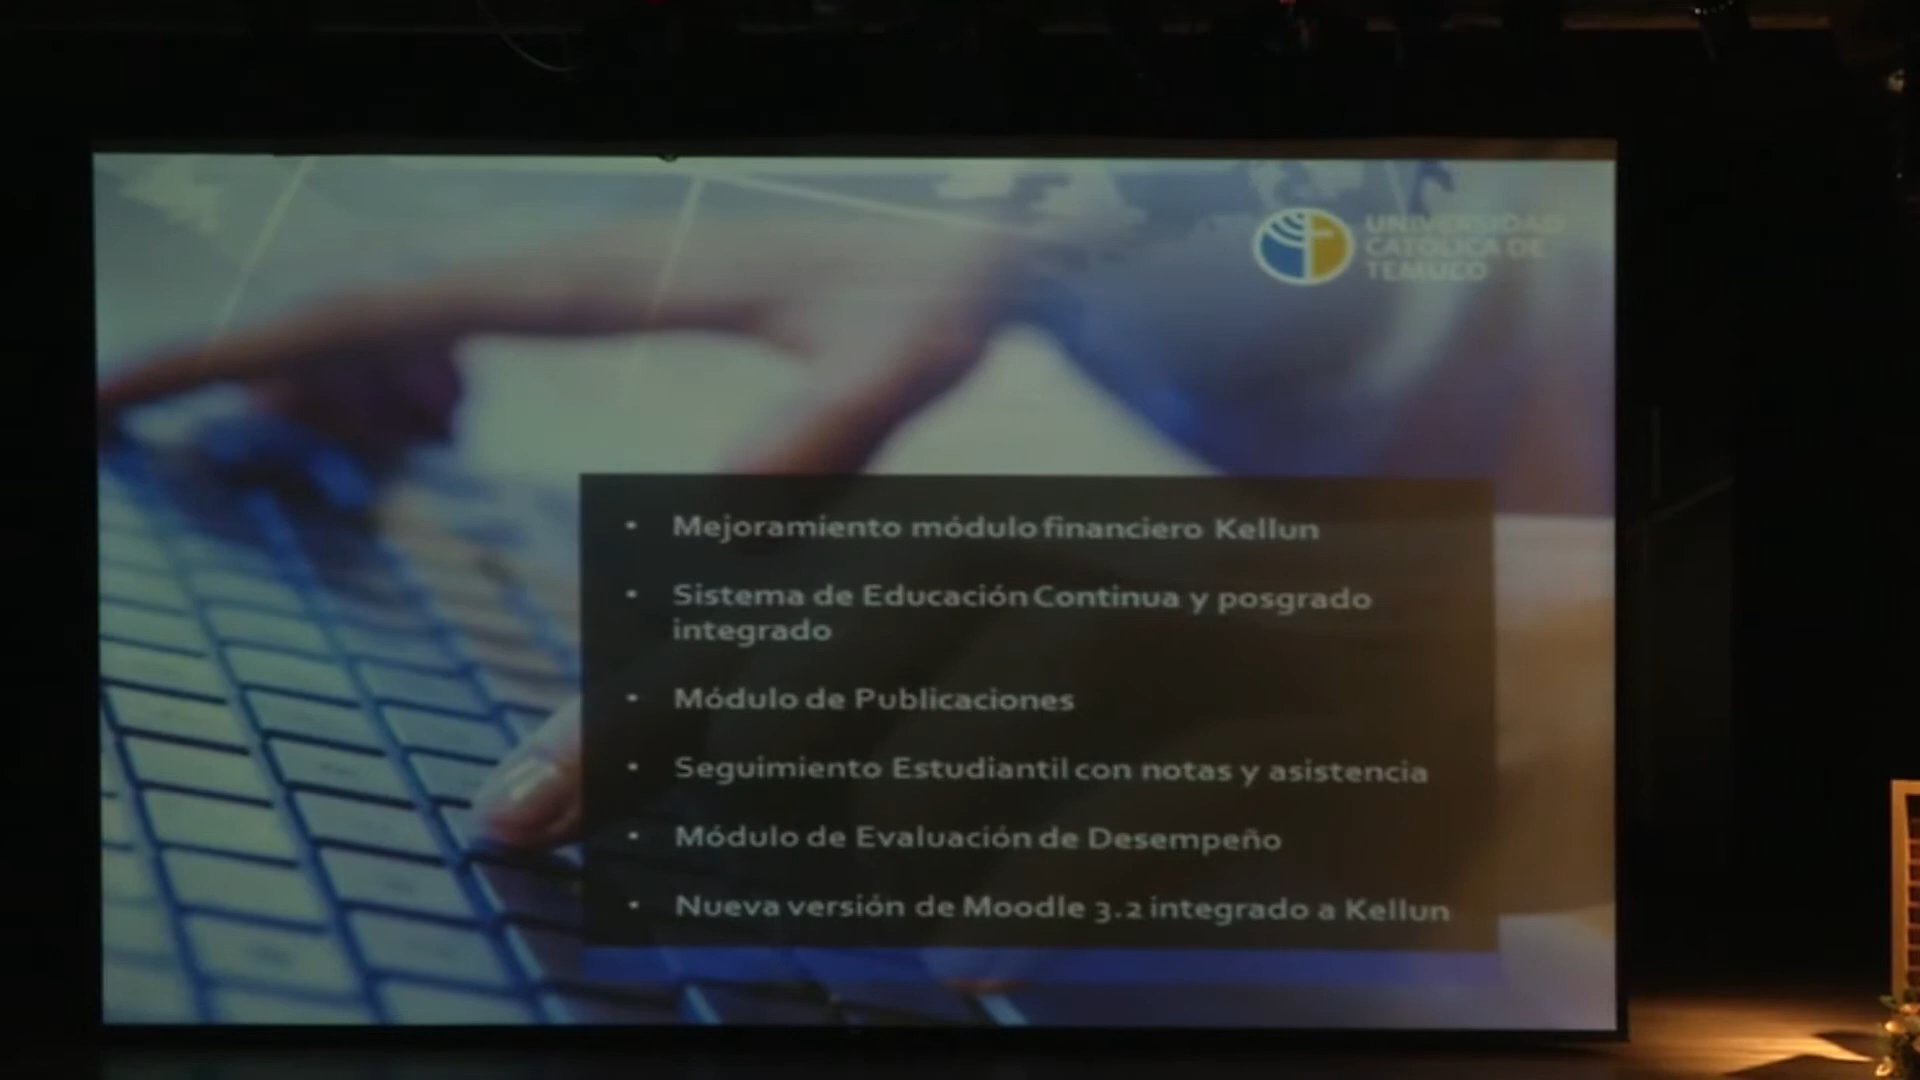 UNIVERSIDAD
CATÓLICA DE
TEMUCO
• Mejoramiento módulo financiero Kellun
• Sistema de Educación Continua y posgrado
integrado
• Módulo de Publicaciones
• Seguimiento Estudiantil con notas y asistencia
• Módulo de Evaluación de Desempeño
• Nueva versión de Moodle 3.2 integrado a Kellun